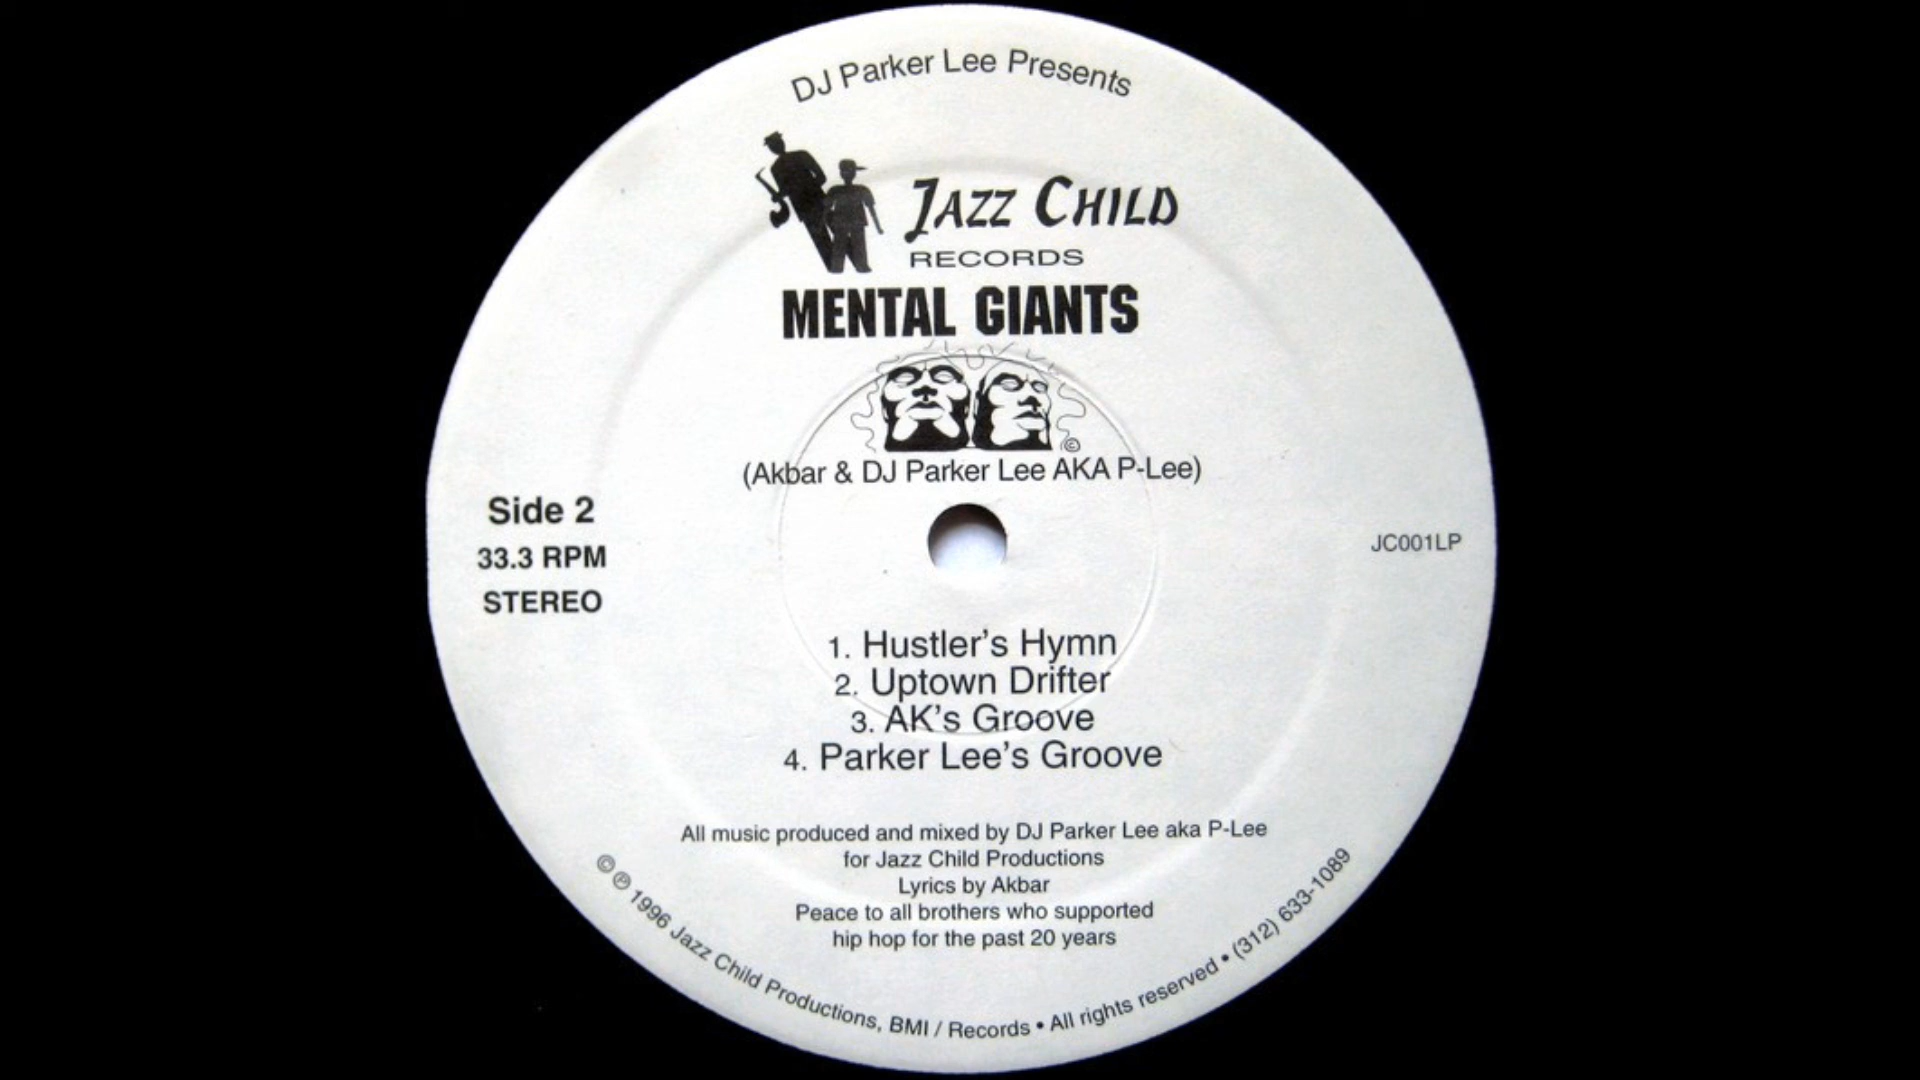 DJ Parker Lee Presents
JAZZ CHILD
RECORDS
MENTAL GIANTS
©
(Akbar & DJ Parker Lee AKA P-Lee)
Side 2
33.3 RPM
STEREO
JC001LP
1. Hustler's Hymn
2. Uptown Drifter
3. AK's Groove
4. Parker Lee's Groove
All music produced and mixed by DJ Parker Lee aka P-Lee
for Jazz Child Productions
Lyrics by Akbar
Peace to all brothers who supported
hip hop for the past 20 years
© ℗ 1996 Jazz Child Productions, BMI / Records • All rights reserved • (312) 633-1089